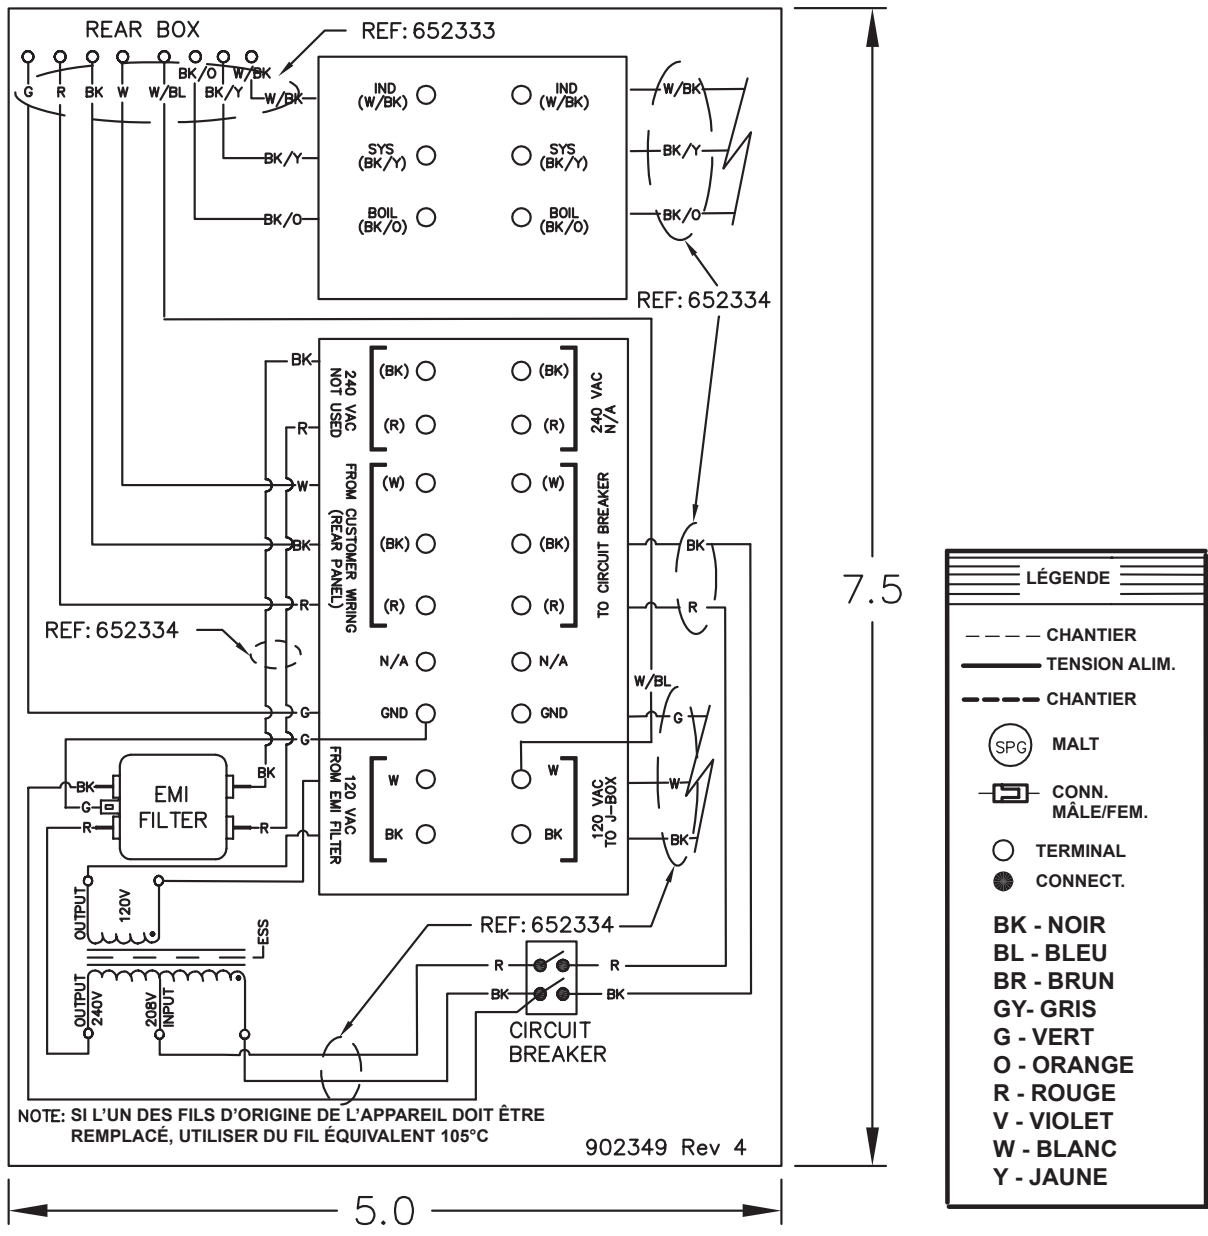 REAR BOX
REF: 652333
BK/O W/BK
G R BK W W/BL BK/Y
W/BK
BK/Y
BK/O
IND
(W/BK)
SYS
(BK/Y)
BOIL
(BK/O)
IND
(W/BK)
SYS
(BK/Y)
BOIL
(BK/O)
W/BK
BK/Y
BK/O
REF: 652334
BK
R
W
BK
R
240 VAC
NOT USED
(BK)
(R)
(BK)
(R)
240 VAC
N/A
FROM CUSTOMER WIRING
(REAR PANEL)
(W)
(BK)
(R)
(W)
(BK)
(R)
TO CIRCUIT BREAKER
BK
R
7.5
REF: 652334
N/A
N/A
W/BL
G
GND
GND
G
G
120 VAC
FROM EMI FILTER
W
BK
W
BK
120 VAC
TO J-BOX
W
BK
BK
BK
G
R
R
EMI
FILTER
OUTPUT
120V
ESS
REF: 652334
OUTPUT
240V
208V
INPUT
R
R
BK
BK
CIRCUIT
BREAKER
NOTE: SI L'UN DES FILS D'ORIGINE DE L'APPAREIL DOIT ÊTRE
REMPLACÉ, UTILISER DU FIL ÉQUIVALENT 105°C
902349 Rev 4
5.0
LÉGENDE
CHANTIER
TENSION ALIM.
CHANTIER
SPG MALT
CONN.
MÂLE/FEM.
TERMINAL
CONNECT.
BK - NOIR
BL - BLEU
BR - BRUN
GY- GRIS
G - VERT
O - ORANGE
R - ROUGE
V - VIOLET
W - BLANC
Y - JAUNE